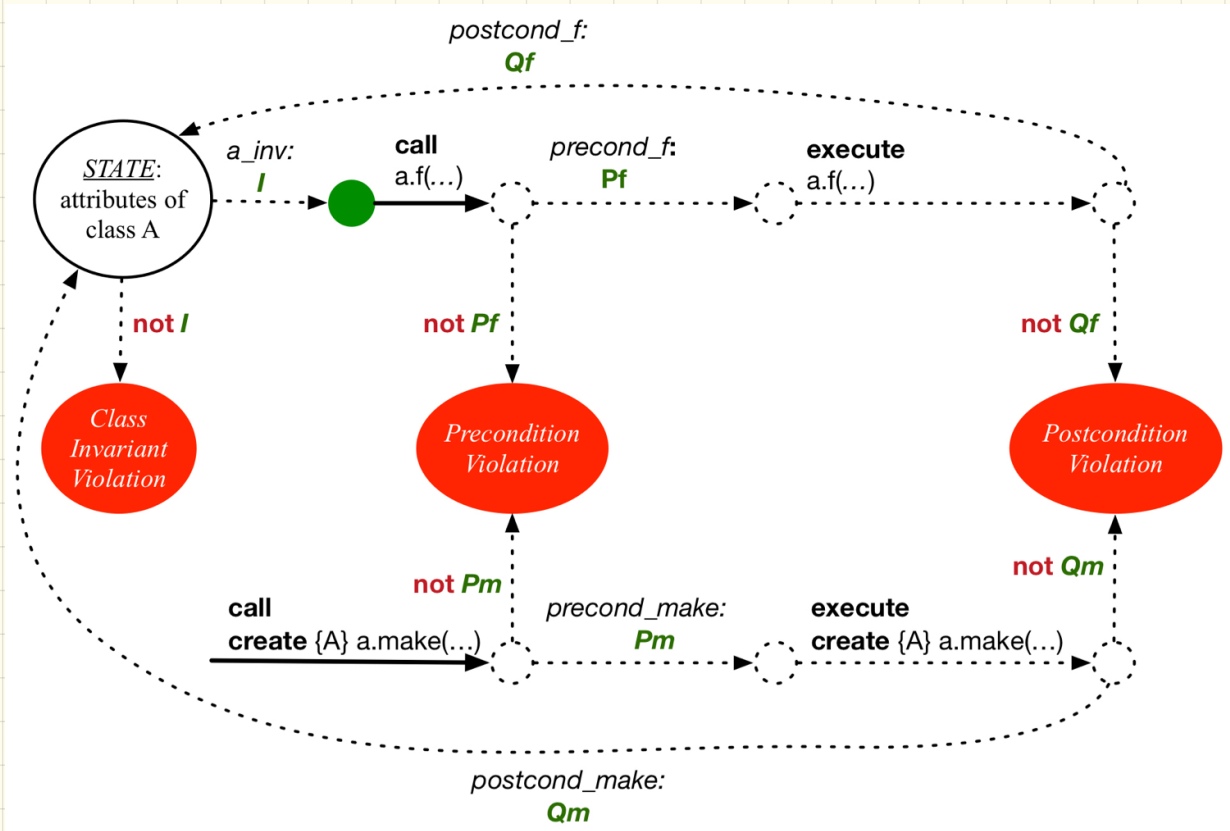 postcond_f:
Qf
STATE:
attributes of
class A
a_inv:
I
call
a.f(...)
precond_f:
Pf
execute
a.f(...)
not I
not Pf
not Qf
Class
Invariant
Violation
Precondition
Violation
Postcondition
Violation
not Pm
not Qm
call
create {A} a.make(...)
precond_make:
Pm
execute
create {A} a.make(...)
postcond_make:
Qm